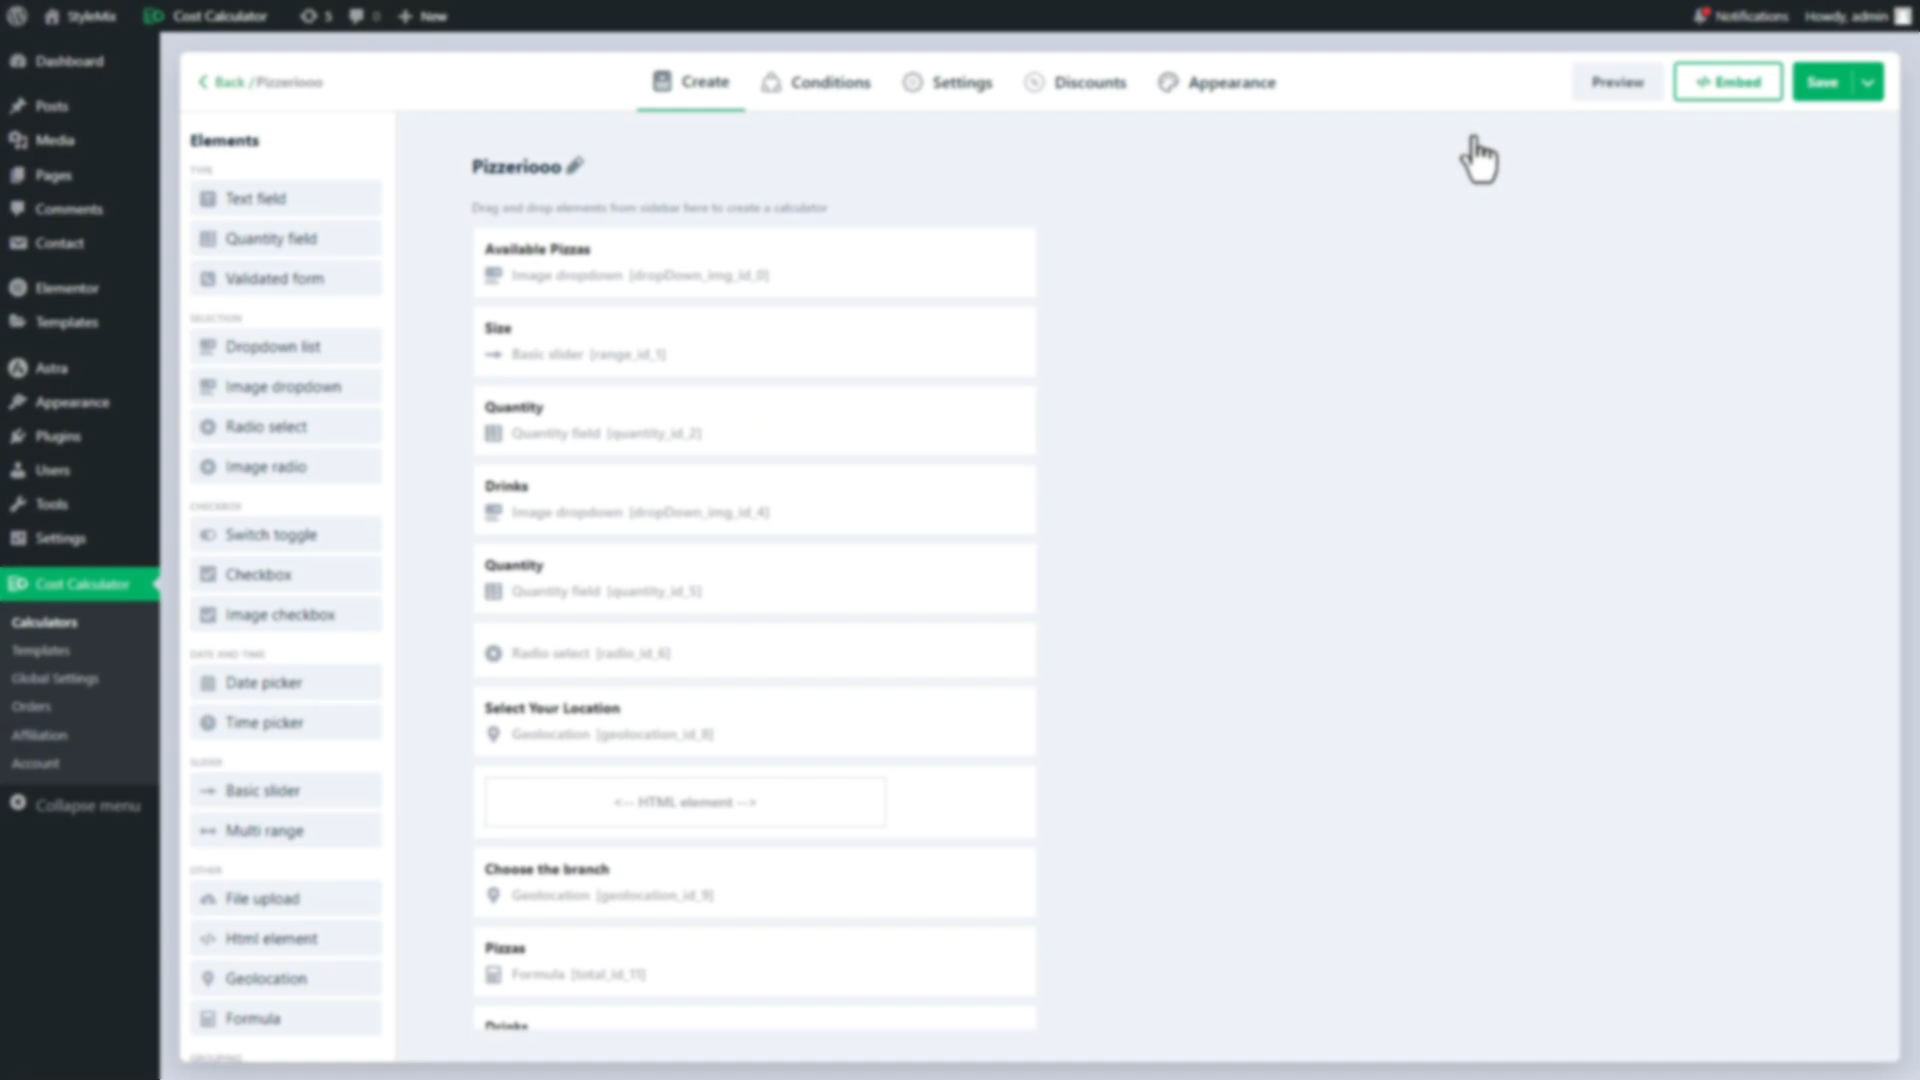 StyleMix
Cost Calculator
5
0
New
Notifications
Howdy, admin
Dashboard
Posts
Media
Pages
Comments
Contact
Elementor
Templates
Astra
Appearance
Plugins
Users
Tools
Settings
Cost Calculator
Calculators
Templates
Global Settings
Orders
Affiliation
Account
Collapse menu
Back / Pizzeriooo
Create
Conditions
Settings
Discounts
Appearance
Preview
</> Embed
Save
Elements
TYPE
Text field
Quantity field
Validated form
SELECTION
Dropdown list
Image dropdown
Radio select
Image radio
CHECKBOX
Switch toggle
Checkbox
Image checkbox
DATE AND TIME
Date picker
Time picker
SLIDER
Basic slider
Multi range
OTHER
File upload
Html element
Geolocation
Formula
GROUPING
Pizzeriooo
Drag and drop elements from sidebar here to create a calculator
Available Pizzas
Image dropdown [dropDown_img_id_0]
Size
Basic slider [range_id_1]
Quantity
Quantity field [quantity_id_2]
Drinks
Image dropdown [dropDown_img_id_4]
Quantity
Quantity field [quantity_id_5]
Radio select [radio_id_6]
Select Your Location
Geolocation [geolocation_id_8]
<-- HTML element -->
Choose the branch
Geolocation [geolocation_id_9]
Pizzas
Formula [total_id_11]
Drinks